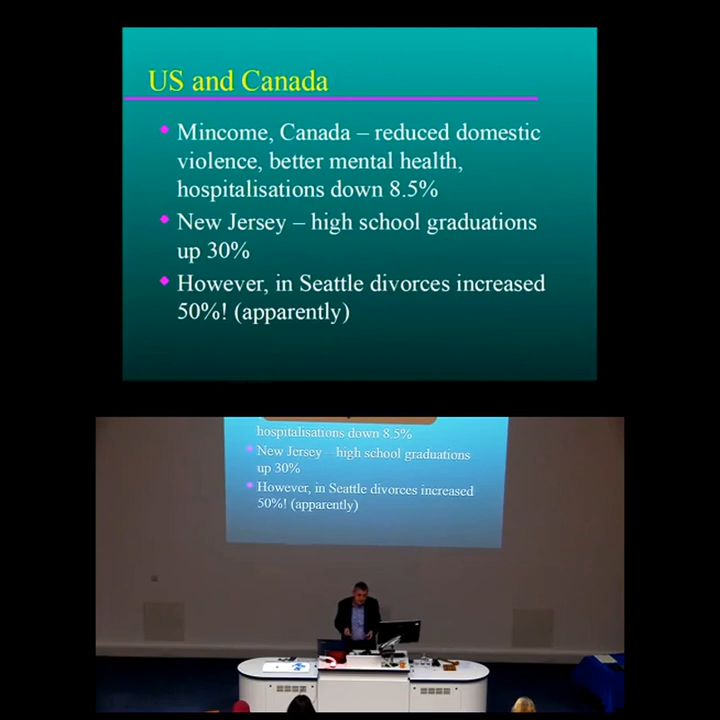 US and Canada
Mincome, Canada – reduced domestic
violence, better mental health,
hospitalisations down 8.5%
New Jersey – high school graduations
up 30%
However, in Seattle divorces increased
50%! (apparently)
hospitalisations down 8.5%
New Jersey – high school graduations
up 30%
However, in Seattle divorces increased
50%! (apparently)